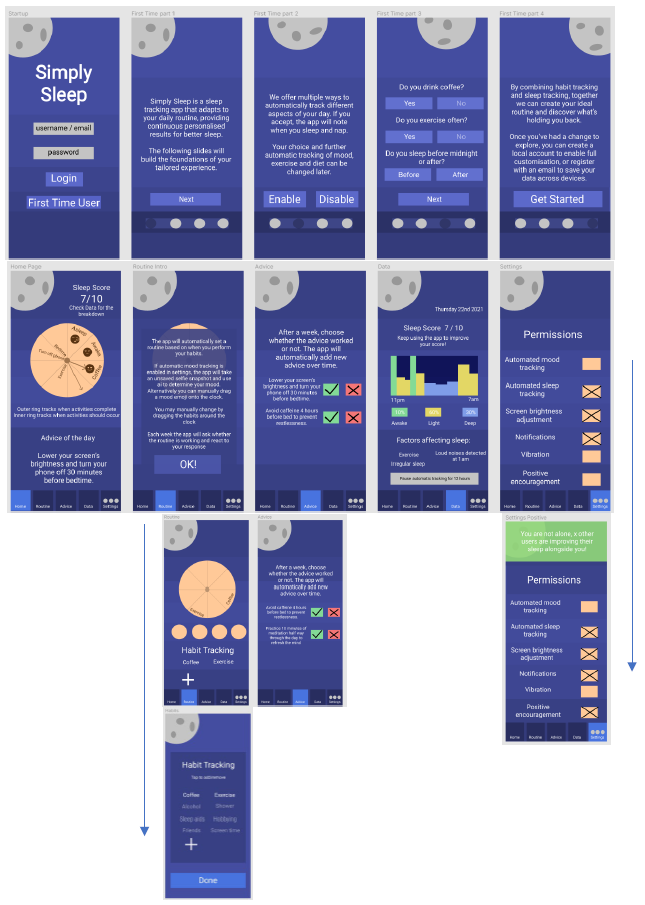 Startup
Simply
Sleep
username / email
password
Login
First Time User
First Time part 1
Simply Sleep is a sleep
tracking app that adapts to
your daily routine, providing
continuous personalised
results for better sleep.
The following slides will
build the foundations of your
tailored experience.
Next
First Time part 2
We offer multiple ways to
automatically track different
aspects of your day. If you
accept, the app will note
when you sleep and nap.
Your choice and further
automatic tracking of mood,
exercise and diet can be
changed later.
Enable
Disable
First Time part 3
Do you drink coffee?
Yes
No
Do you exercise often?
Yes
No
Do you sleep before midnight
or after?
Before
After
Next
First Time part 4
By combining habit tracking
and sleep tracking, together
we can create your ideal
routine and discover what's
holding you back.
Once you've had a change to
explore, you can create a
local account to enable full
customisation, or register
with an email to save your
data across devices.
Get Started
Home Page
Sleep Score
7/10
Check Data for the
breakdown
Coffee
Exercise
Outer ring tracks when activities complete
inner ring tracks when activities should occur
Advice of the day
Lower your screen's
brightness and turn your
phone off 30 minutes
before bedtime.
Home
Routine
Advice
Data
Settings
Routine Intro
The app will automatically set a
routine based on when you perform
your habits.
If automatic mood tracking is
enabled in settings, the app will take
an unsaved selfie snapshot and use
ai to determine your mood.
Alternatively you can manually drag
a mood emoji onto the clock.
You may manually change by
dragging the habits around the
clock
Each week the app will ask whether
the routine is working and react to
your response
OK!
Home
Routine
Advice
Data
Settings
Advice
After a week, choose
whether the advice worked
or not. The app will
automatically add new
advice over time.
Lower your screen's
brightness and turn your
phone off 30 minutes
before bedtime.
Avoid caffeine 4 hours
before bed to prevent
restlessness.
Home
Routine
Advice
Data
Settings
Data
Thursday 22nd 2021
Sleep Score 7 / 10
Keep using the app to improve
your score!
11pm
7am
Awake
Light
Deep
Factors affecting sleep:
Exercise
Loud noises detected
at 1am
Irregular sleep
Pause automatic tracking for 12 hours
Home
Routine
Advice
Data
Settings
Settings
Permissions
Automated mood
tracking
Automated sleep
tracking
Screen brightness
adjustment
Notifications
Vibration
Positive
encouragement
Home
Routine
Advice
Data
Settings
Routine
Exercise
Coffee
Habit Tracking
Coffee
Exercise
+
Home
Routine
Advice
Data
Settings
Advice
After a week, choose
whether the advice worked
or not. The app will
automatically add new
advice over time.
Avoid caffeine 4 hours
before bed to prevent
restlessness.
Practice 10 minutes of
meditation half way
through the day to
refresh the mind
Home
Routine
Advice
Data
Settings
Settings Positive
You are not alone, x other
users are improving their
sleep alongside you!
Permissions
Automated mood
tracking
Automated sleep
tracking
Screen brightness
adjustment
Notifications
Vibration
Positive
encouragement
Home
Routine
Advice
Data
Settings
Habits
Habit Tracking
Tap to add/remove
Coffee
Exercise
Alcohol
Shower
Sleep aids
Hobbying
Friends
Screen time
+
Done